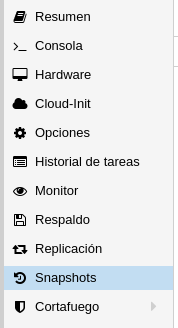 Resumen
Consola
Hardware
Cloud-Init
Opciones
Historial de tareas
Monitor
Respaldo
Replicación
Snapshots
Cortafuego